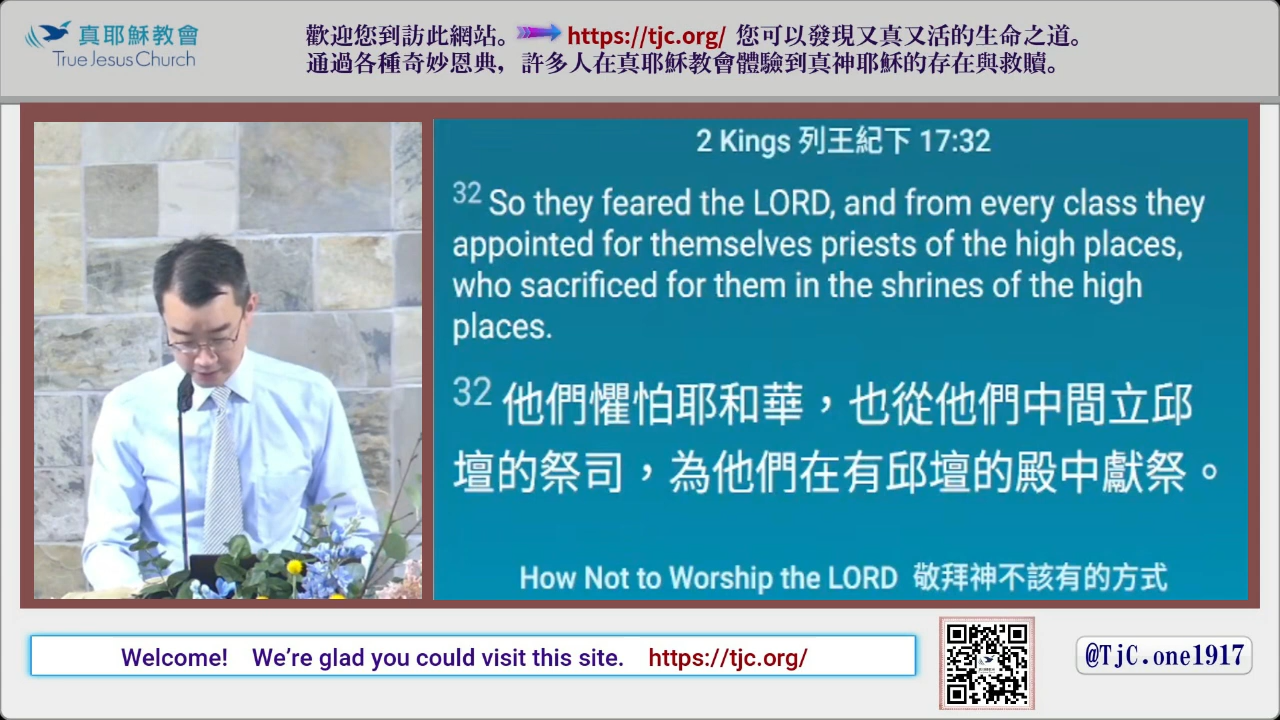 真耶穌教會
True Jesus Church
歡迎您到訪此網站。 https://tjc.org/ 您可以發現又真又活的生命之道。
通過各種奇妙恩典，許多人在真耶穌教會體驗到真神耶穌的存在與救贖。
2 Kings 列王紀下 17:32
32 So they feared the LORD, and from every class they
appointed for themselves priests of the high places,
who sacrificed for them in the shrines of the high
places.
32 他們懼怕耶和華，也從他們中間立邱
壇的祭司，為他們在有邱壇的殿中獻祭。
How Not to Worship the LORD 敬拜神不該有的方式
Welcome! We’re glad you could visit this site. https://tjc.org/
@TjC.one1917